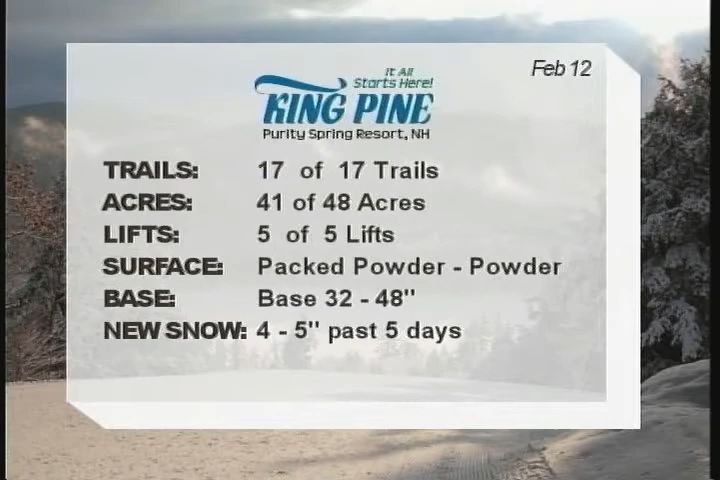 Feb 12
It All
Starts Here!
KING PINE
Purity Spring Resort, NH
TRAILS: 17 of 17 Trails
ACRES: 41 of 48 Acres
LIFTS: 5 of 5 Lifts
SURFACE: Packed Powder - Powder
BASE: Base 32 - 48"
NEW SNOW: 4 - 5" past 5 days